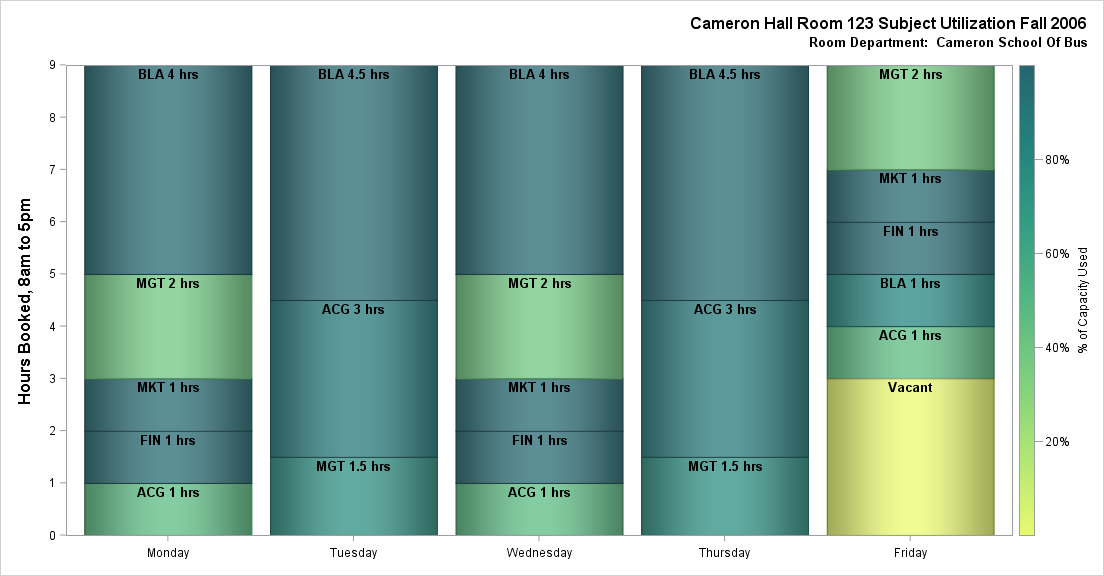 Cameron Hall Room 123 Subject Utilization Fall 2006
Room Department:  Cameron School Of Bus
Hours Booked, 8am to 5pm
9
8
7
6
5
4
3
2
1
0
BLA 4 hrs
MGT 2 hrs
MKT 1 hrs
FIN 1 hrs
ACG 1 hrs
Monday
BLA 4.5 hrs
ACG 3 hrs
MGT 1.5 hrs
Tuesday
BLA 4 hrs
MGT 2 hrs
MKT 1 hrs
FIN 1 hrs
ACG 1 hrs
Wednesday
BLA 4.5 hrs
ACG 3 hrs
MGT 1.5 hrs
Thursday
MGT 2 hrs
MKT 1 hrs
FIN 1 hrs
BLA 1 hrs
ACG 1 hrs
Vacant
Friday
80%
60%
40%
20%
% of Capacity Used